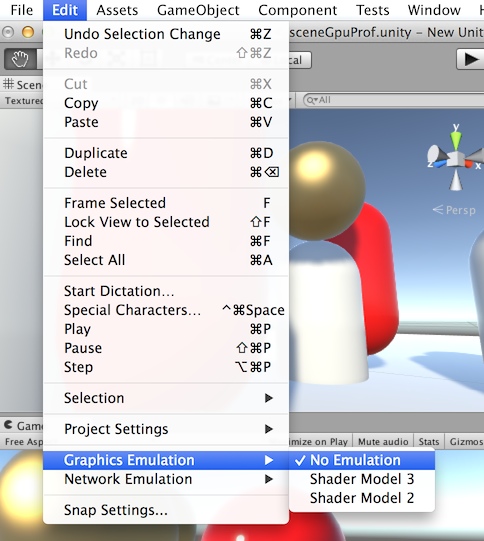 File Edit Assets GameObject Component Tests Window
sceneGpuProf.unity – New Unit
Undo Selection Change ⌘Z
Redo ⇧⌘Z
Cut ⌘X
Copy ⌘C
Paste ⌘V
Duplicate ⌘D
Delete ⌘⌫
Frame Selected F
Lock View to Selected ⇧F
Find ⌘F
Select All ⌘A
Start Dictation...
Special Characters... ^⌘Space
Play ⌘P
Pause ⇧⌘P
Step ⌥⌘P
Selection
Project Settings
Graphics Emulation
Network Emulation
Snap Settings...
✓ No Emulation
Shader Model 3
Shader Model 2
# Scen
Textured
All
y
z
x
Persp
Game
Free Asp
imize on Play Mute audio Stats Gizmos